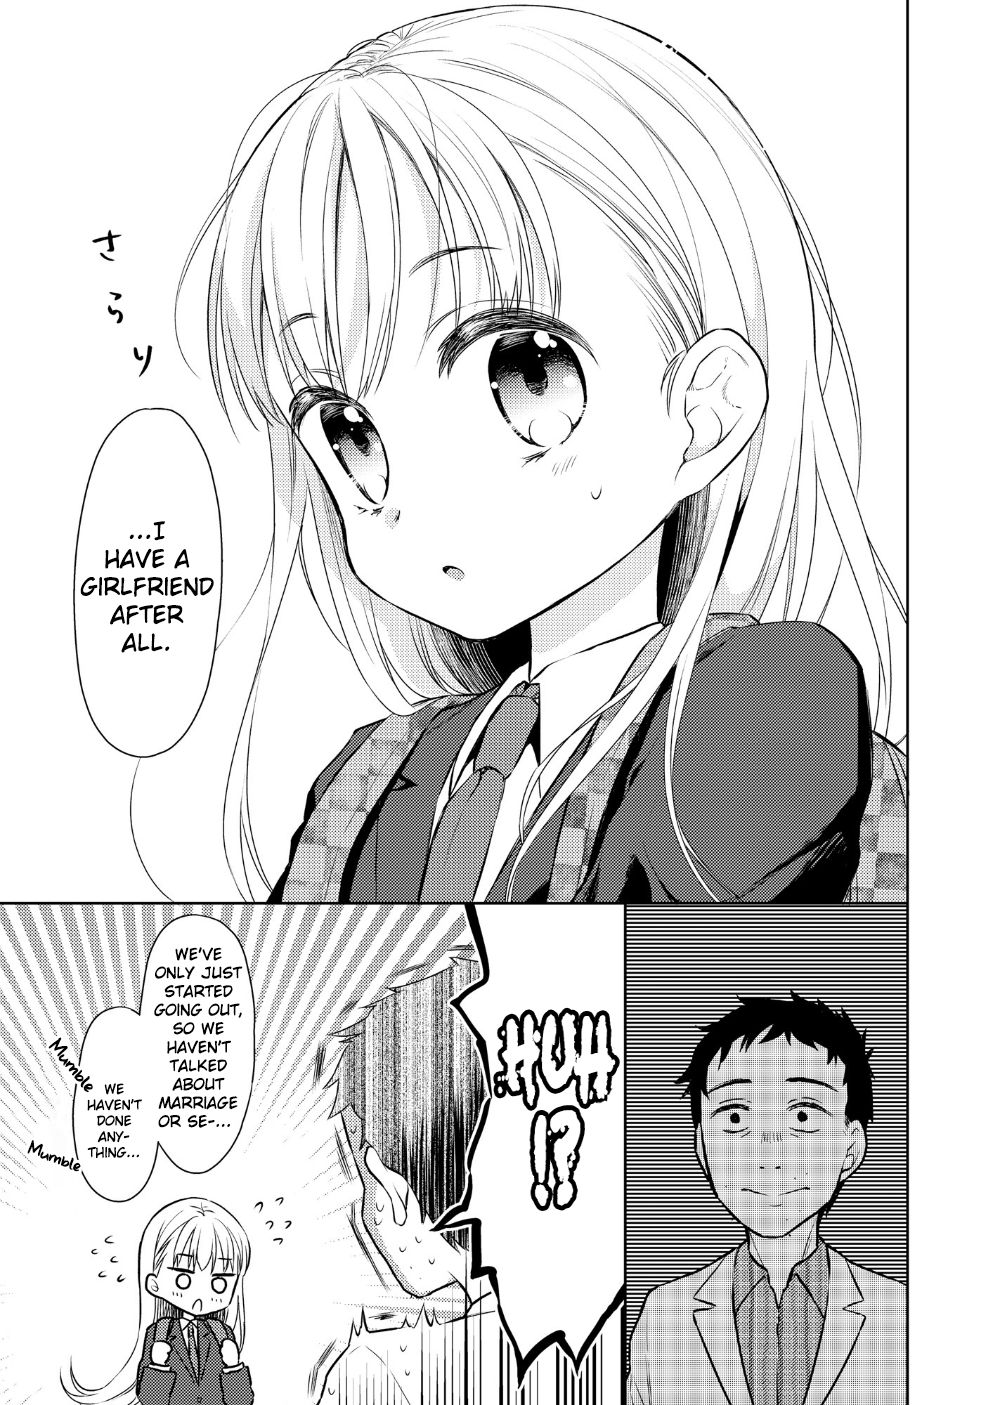 さらり
...I
HAVE A
GIRLFRIEND
AFTER
ALL.
HUH
!?
WE'VE
ONLY JUST
STARTED
GOING OUT,
SO WE
HAVEN'T
TALKED
ABOUT
MARRIAGE
OR SE-...
Mumble
WE
HAVEN'T
DONE
ANY-
THING...
Mumble